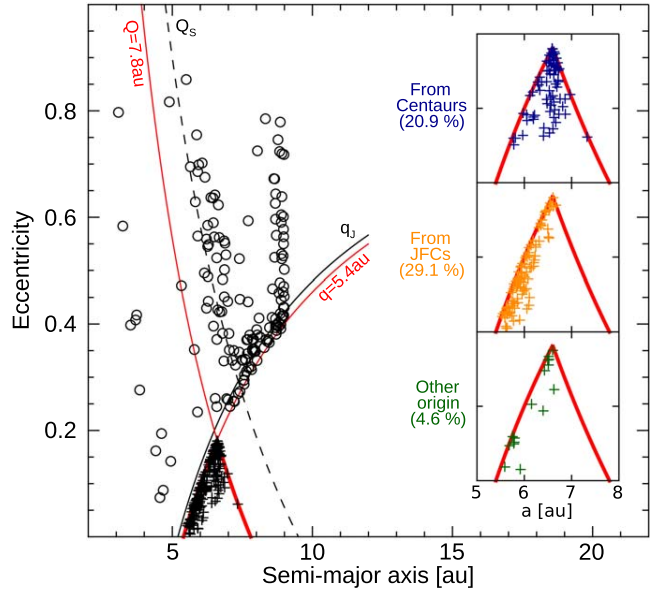 Q=7.8au
Qs
0.8
0.6
0.4
0.2
Eccentricity
qJ
q=5.4au
From
Centaurs
(20.9 %)
From
JFCs
(29.1 %)
Other
origin
(4.6 %)
5 6 7 8
a [au]
5 10 15 20
Semi-major axis [au]